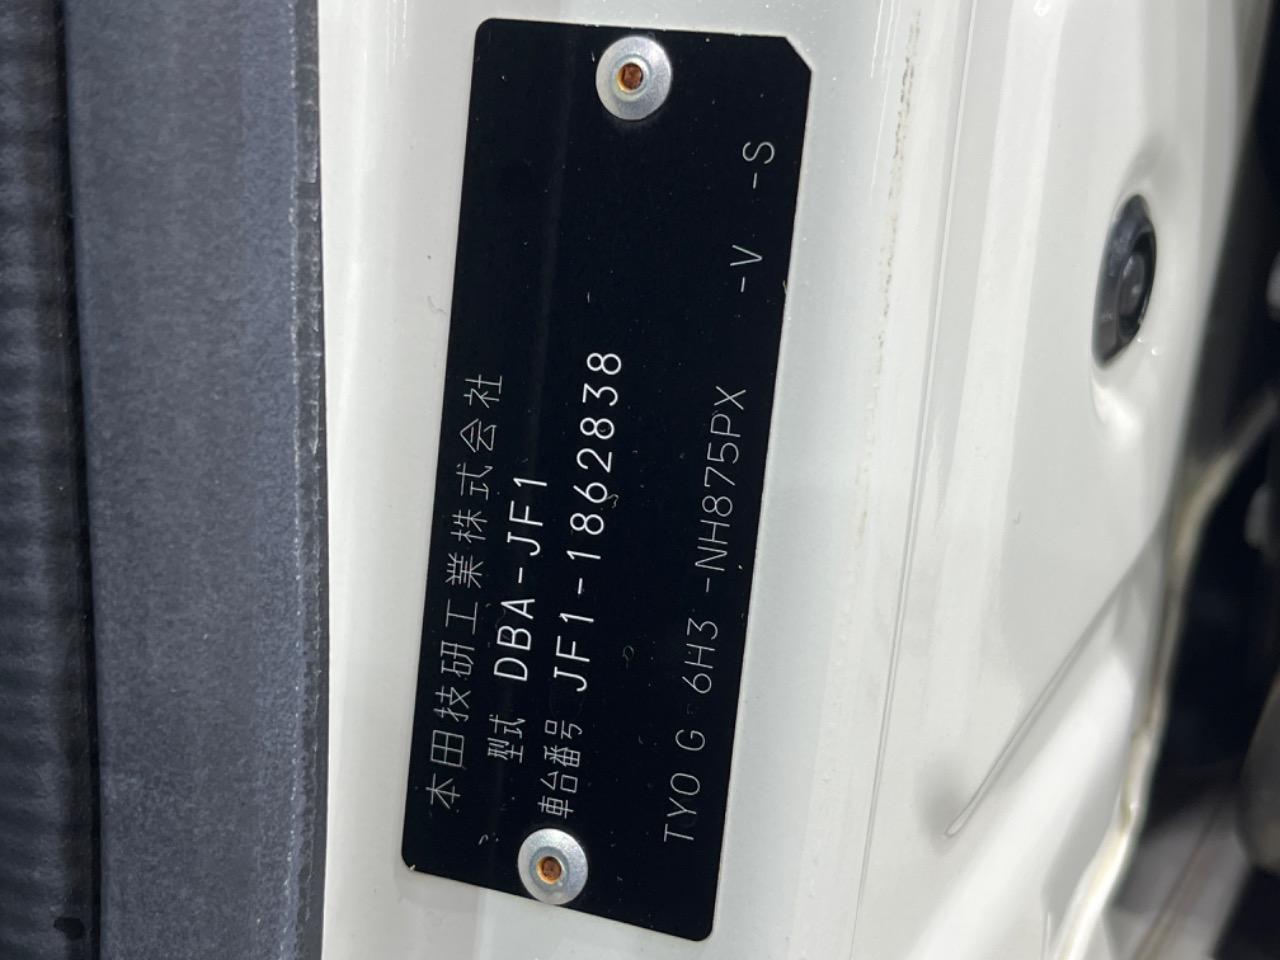 本田技研工業株式会社
型式 DBA-JF1
車台番号 JF1-1862838
TYO G 6H3 -NH875PX -V -S